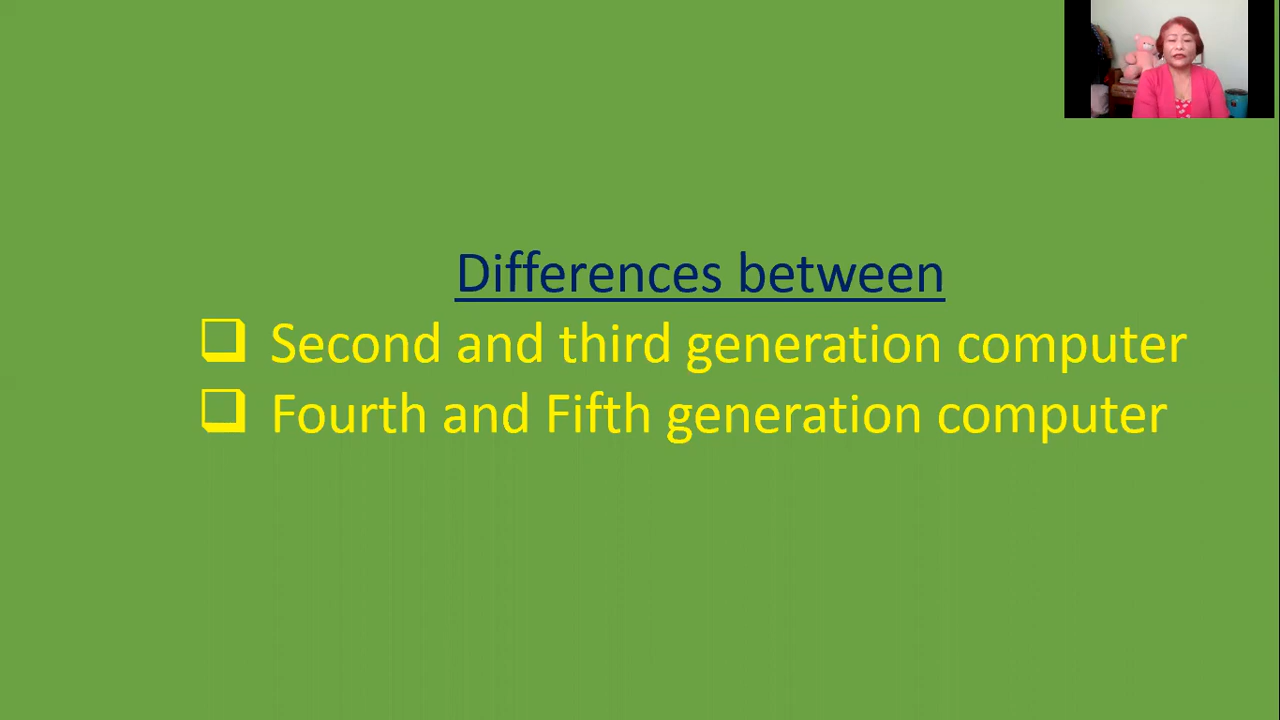 Differences between
❑ Second and third generation computer
❑ Fourth and Fifth generation computer